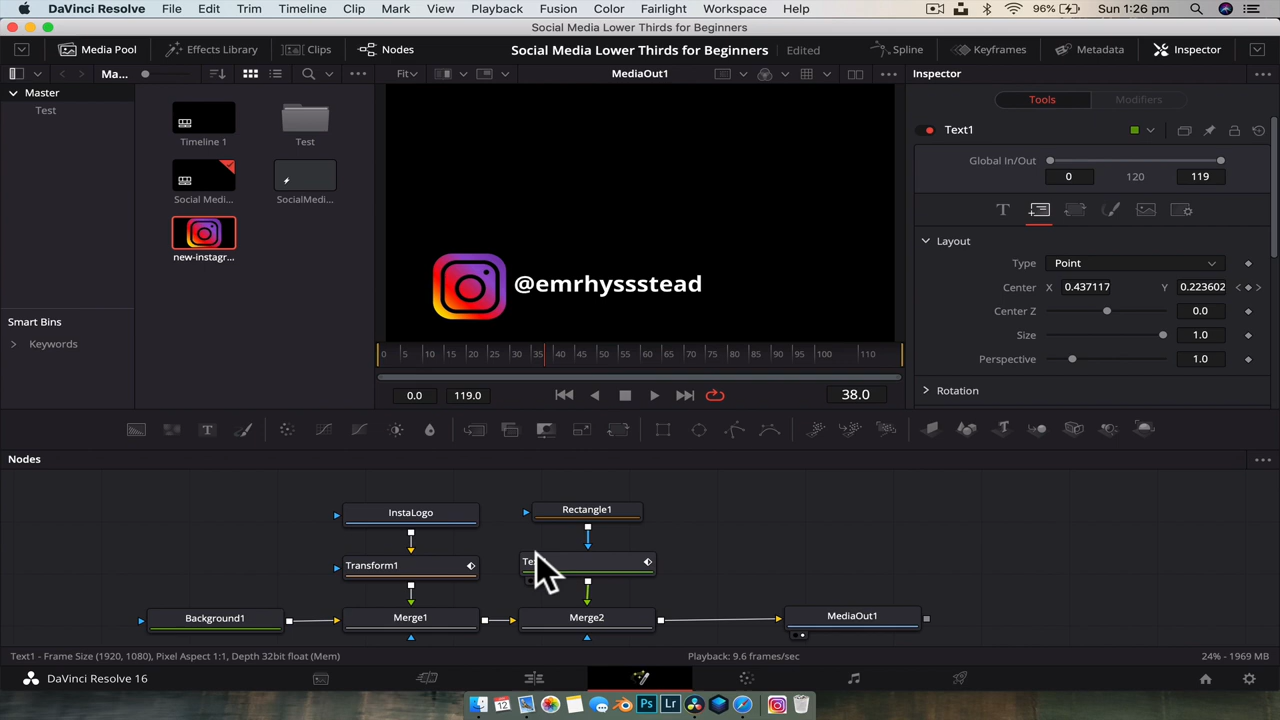 DaVinci Resolve File Edit Trim Timeline Clip Mark View Playback Fusion Color Fairlight Workspace Help 96% Sun 1:26 pm
Social Media Lower Thirds for Beginners
Media Pool Effects Library Clips Nodes Social Media Lower Thirds for Beginners Edited Spline Keyframes Metadata Inspector
Ma... Fit MediaOut1 Inspector
Master
Test
Tools Modifiers
Text1
Timeline 1 Test
Global In/Out
0 120 119
Social Medi... SocialMedi...
Layout
Type Point
new-instagr...
@emrhyssstead
Center X 0.437117 Y 0.223602
Center Z 0.0
Smart Bins
Keywords
Size 1.0
0 5 10 15 20 25 30 35 40 45 50 55 60 65 70 75 80 85 90 95 100 110
Perspective 1.0
0.0 119.0 38.0
Rotation
Nodes
InstaLogo Rectangle1
Transform1
Background1 Merge1 Merge2 MediaOut1
Text1 - Frame Size (1920, 1080), Pixel Aspect 1:1, Depth 32bit float (Mem) Playback: 9.6 frames/sec 24% - 1969 MB
DaVinci Resolve 16
Ps Lr